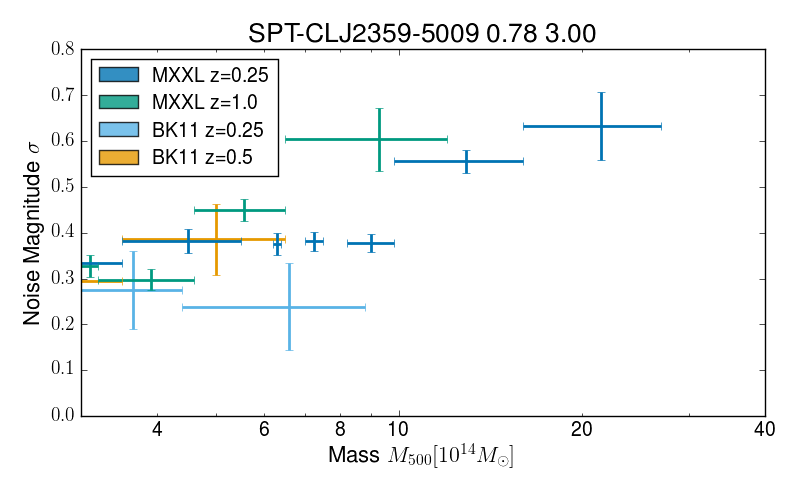 SPT-CLJ2359-5009 0.78 3.00
0.8
0.7
0.6
0.5
0.4
0.3
0.2
0.1
0.0
Noise Magnitude σ
MXXL z=0.25
MXXL z=1.0
BK11 z=0.25
BK11 z=0.5
4 6 8 10 20 40
Mass M₅₀₀[10¹⁴M☉]